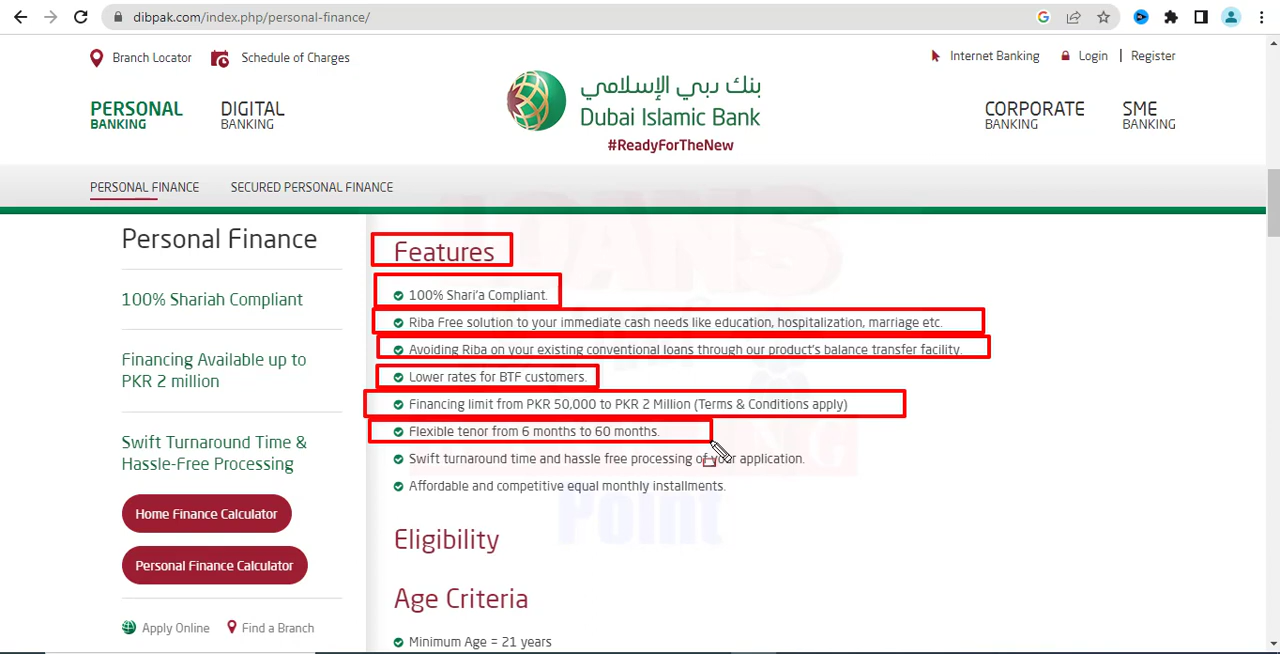 dibpak.com/index.php/personal-finance/
Branch Locator
Schedule of Charges
Internet Banking
Login | Register
PERSONAL
BANKING
DIGITAL
BANKING
بنك دبي الإسلامي
Dubai Islamic Bank
#ReadyForTheNew
CORPORATE
BANKING
SME
BANKING
PERSONAL FINANCE
SECURED PERSONAL FINANCE
LOANS
Personal Finance
100% Shariah Compliant
Financing Available up to
PKR 2 million
Swift Turnaround Time &
Hassle-Free Processing
Home Finance Calculator
Personal Finance Calculator
Apply Online
Find a Branch
Features
100% Shari'a Compliant.
Riba Free solution to your immediate cash needs like education, hospitalization, marriage etc.
Avoiding Riba on your existing conventional loans through our product's balance transfer facility.
Lower rates for BTF customers.
Financing limit from PKR 50,000 to PKR 2 Million (Terms & Conditions apply)
Flexible tenor from 6 months to 60 months.
Swift turnaround time and hassle free processing of your application.
Affordable and competitive equal monthly installments.
Point
Eligibility
Age Criteria
Minimum Age = 21 years